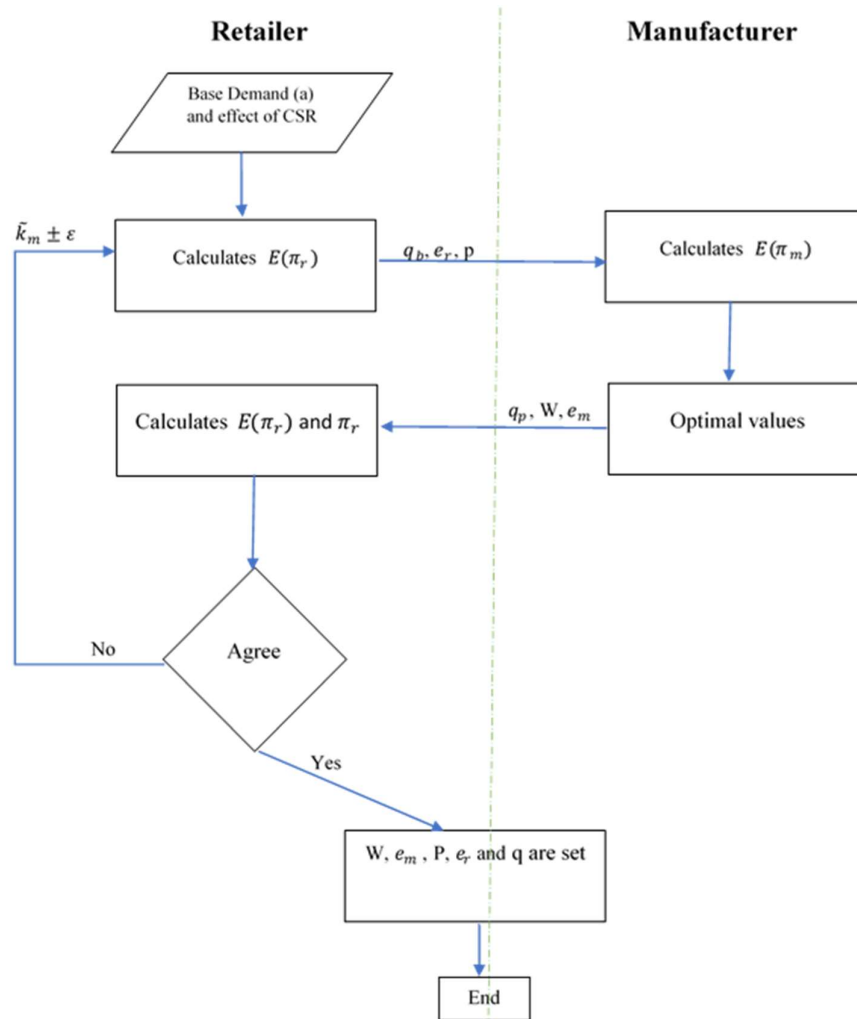 Retailer
Manufacturer
Base Demand (a)
and effect of CSR
k̃ₘ ± ε
Calculates E(πᵣ)
q_b, eᵣ, p
Calculates E(πₘ)
Calculates E(πᵣ) and πᵣ
qₚ, W, eₘ
Optimal values
No
Agree
Yes
W, eₘ , P, eᵣ and q are set
End